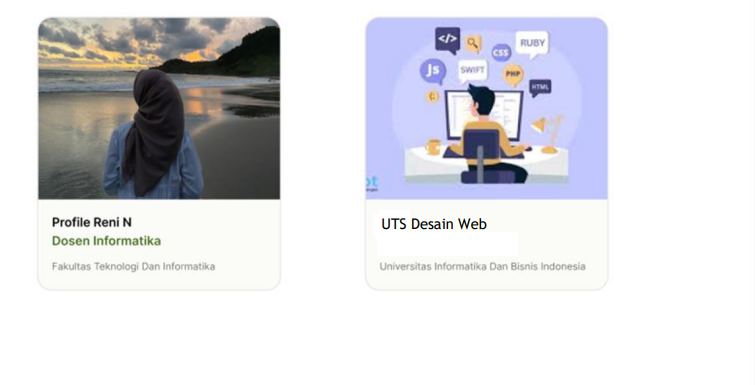 Profile Reni N
Dosen Informatika
Fakultas Teknologi Dan Informatika
</>
CSS
RUBY
Js
SWIFT
PHP
HTML
UTS Desain Web
Universitas Informatika Dan Bisnis Indonesia